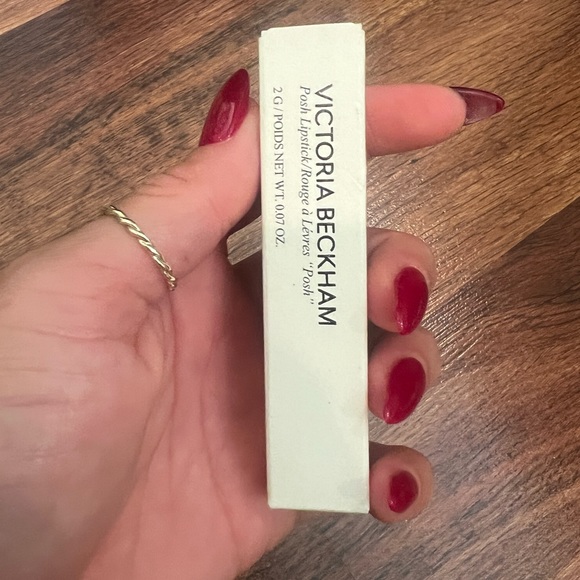 VICTORIA BECKHAM
Posh Lipstick/Rouge à Lèvres "Posh"
2 G / POIDS NET WT. 0.07 OZ.